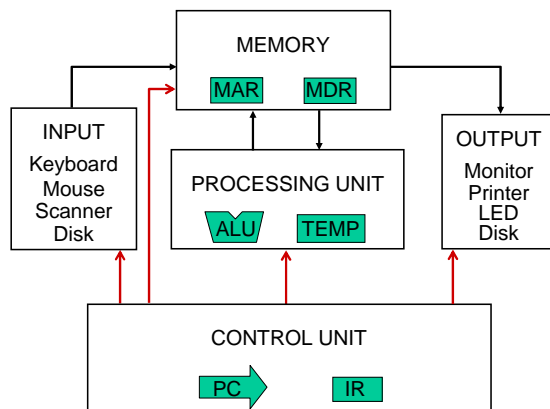 MEMORY
MAR MDR
INPUT
Keyboard
Mouse
Scanner
Disk
PROCESSING UNIT
ALU TEMP
OUTPUT
Monitor
Printer
LED
Disk
CONTROL UNIT
PC IR